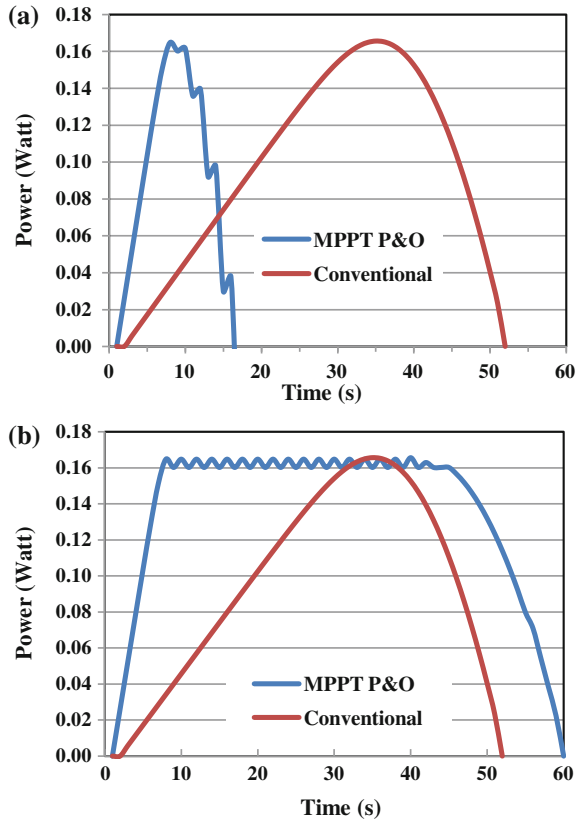 (a)
0.18
0.16
0.14
0.12
0.10
0.08
0.06
0.04
0.02
0.00
Power (Watt)
MPPT P&O
Conventional
0 10 20 30 40 50 60
Time (s)
(b)
0.18
0.16
0.14
0.12
0.10
0.08
0.06
0.04
0.02
0.00
Power (Watt)
MPPT P&O
Conventional
0 10 20 30 40 50 60
Time (s)